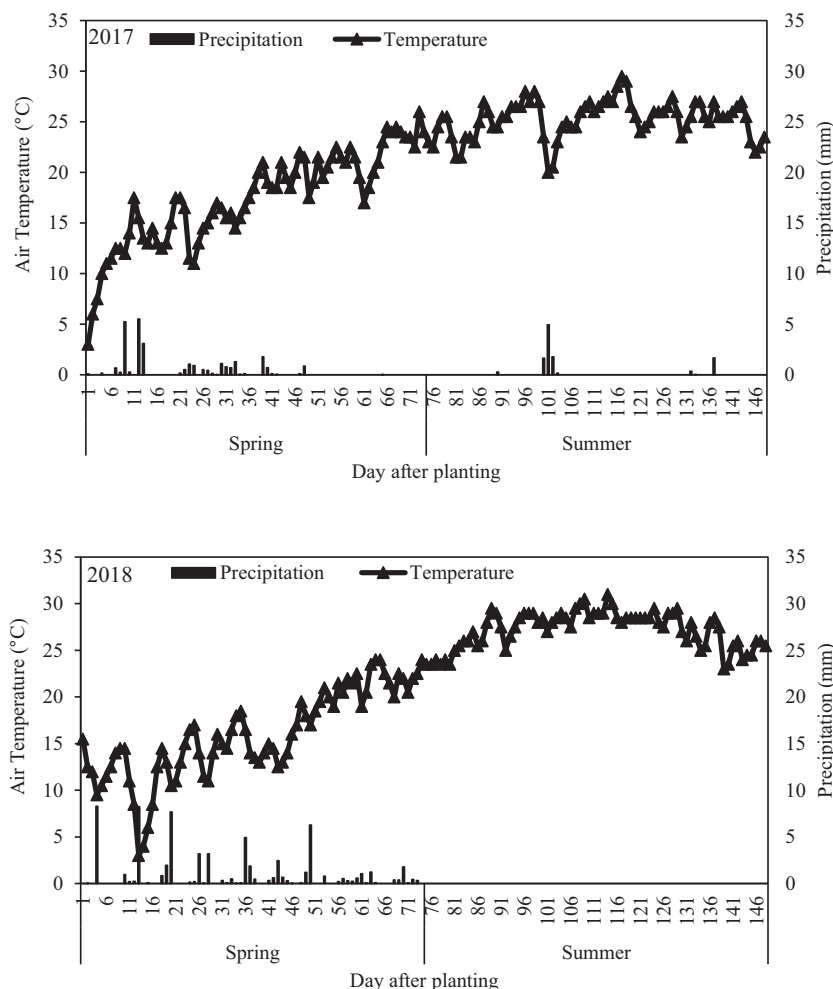 2017 Precipitation Temperature
35 35
30 30
25 25
20 20
15 15
10 10
5 5
0 0
Air Temperature (°C)
Precipitation (mm)
1 6 11 16 21 26 31 36 41 46 51 56 61 66 71 76 81 86 91 96 101 106 111 116 121 126 131 136 141 146
Spring Summer
Day after planting
2018 Precipitation Temperature
35 35
30 30
25 25
20 20
15 15
10 10
5 5
0 0
Air Temperature (°C)
Precipitation (mm)
1 6 11 16 21 26 31 36 41 46 51 56 61 66 71 76 81 86 91 96 101 106 111 116 121 126 131 136 141 146
Spring Summer
Day after planting